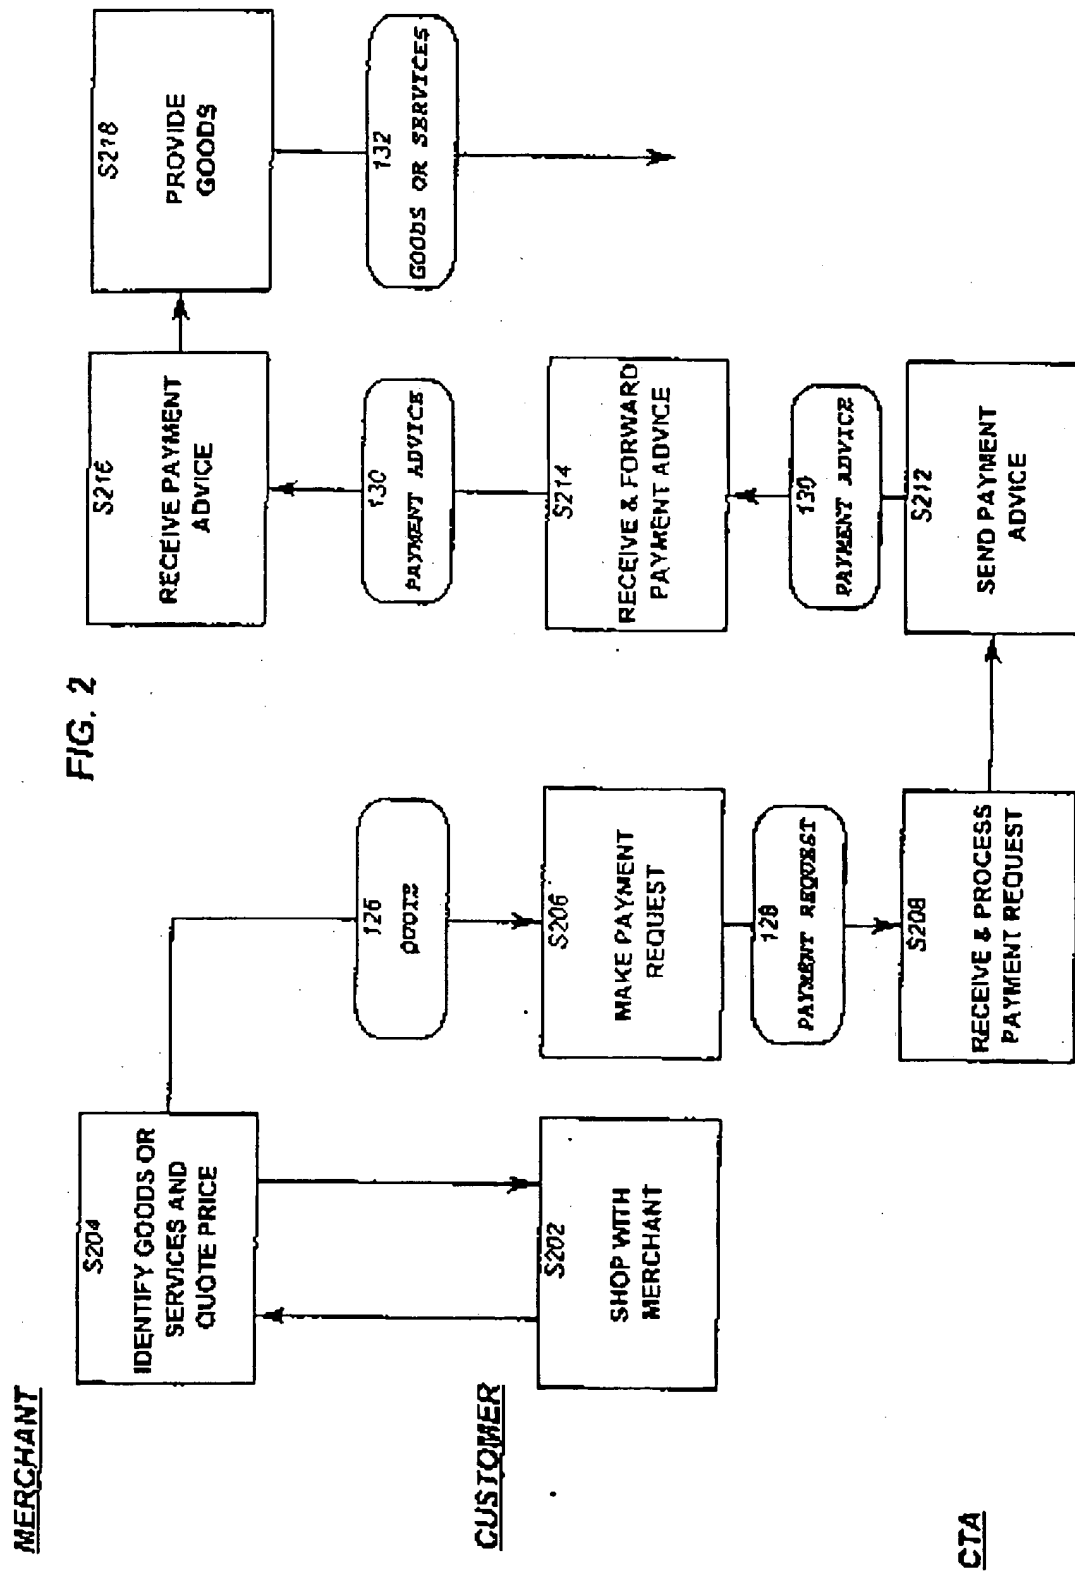 FIG. 2
MERCHANT
S204
IDENTIFY GOODS OR
SERVICES AND
QUOTE PRICE
S216
RECEIVE PAYMENT
ADVICE
S218
PROVIDE
GOODS
126
QUOTE
130
PAYMENT ADVICE
132
GOODS OR SERVICES
CUSTOMER
S202
SHOP WITH
MERCHANT
S206
MAKE PAYMENT
REQUEST
S214
RECEIVE & FORWARD
PAYMENT ADVICE
128
PAYMENT REQUEST
130
PAYMENT ADVICE
CTA
S208
RECEIVE & PROCESS
PAYMENT REQUEST
S212
SEND PAYMENT
ADVICE